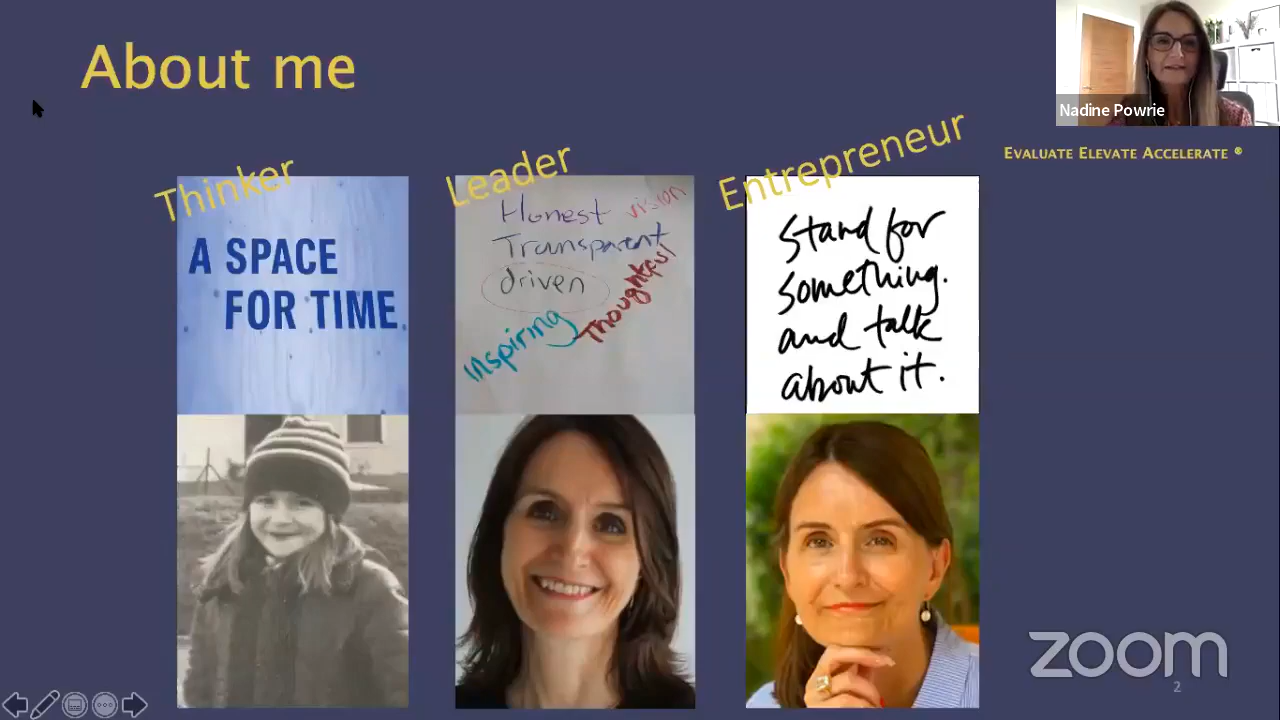 About me
Nadine Powrie
EVALUATE ELEVATE ACCELERATE ®
Thinker
A SPACE
FOR TIME
Leader
Honest
vision
Transparent
driven
Thoughtful
Inspiring
Entrepreneur
Stand for
something.
and talk
about it.
zoom
2